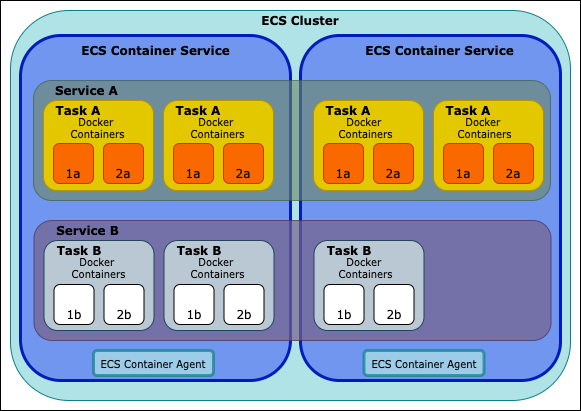 ECS Cluster
ECS Container Service
ECS Container Service
Service A
Task A
Docker
Containers
1a
2a
Task A
Docker
Containers
1a
2a
Task A
Docker
Containers
1a
2a
Task A
Docker
Containers
1a
2a
Service B
Task B
Docker
Containers
1b
2b
Task B
Docker
Containers
1b
2b
Task B
Docker
Containers
1b
2b
ECS Container Agent
ECS Container Agent